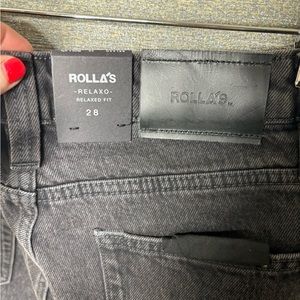 ROLLA'S
-RELAXO-
RELAXED FIT
28
ROLLA'S